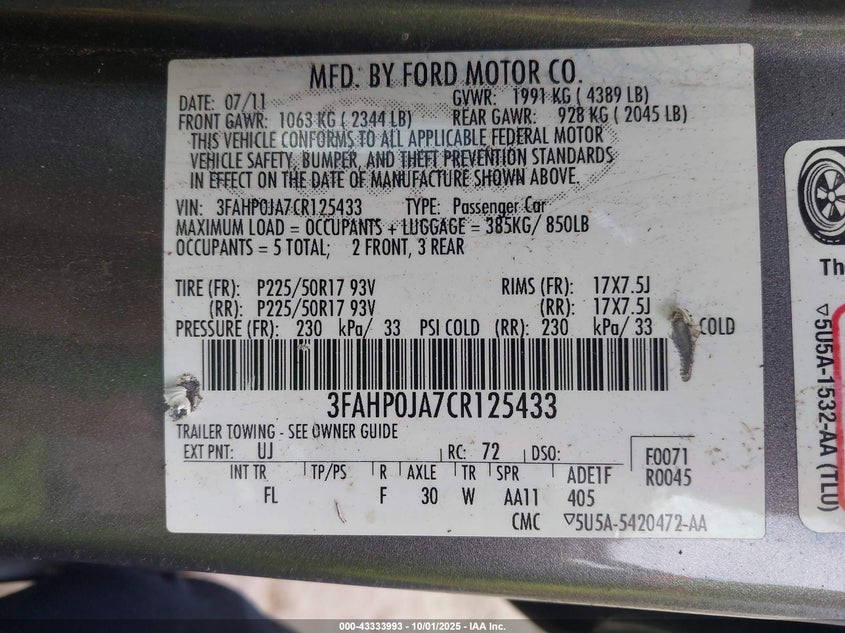 MFD. BY FORD MOTOR CO.
DATE: 07/11 GVWR: 1991 KG ( 4389 LB)
FRONT GAWR: 1063 KG ( 2344 LB) REAR GAWR: 928 KG ( 2045 LB)
THIS VEHICLE CONFORMS TO ALL APPLICABLE FEDERAL MOTOR
VEHICLE SAFETY, BUMPER, AND THEFT PREVENTION STANDARDS
IN EFFECT ON THE DATE OF MANUFACTURE SHOWN ABOVE.
VIN: 3FAHP0JA7CR125433 TYPE: Passenger Car
MAXIMUM LOAD = OCCUPANTS + LUGGAGE = 385KG/ 850LB
OCCUPANTS = 5 TOTAL; 2 FRONT, 3 REAR
TIRE (FR): P225/50R17 93V RIMS (FR): 17X7.5J
(RR): P225/50R17 93V (RR): 17X7.5J
PRESSURE (FR): 230 kPa/ 33 PSI COLD (RR): 230 kPa/ 33 COLD
3FAHP0JA7CR125433
TRAILER TOWING - SEE OWNER GUIDE
EXT PNT: UJ RC: 72 DSO: F0071
R0045
INT TR TP/PS R AXLE TR SPR ADE1F
FL F 30 W AA11 405
CMC ▽5U5A-5420472-AA
Th
▽5U5A-1532-AA (TLU)
000-43333993 - 10/01/2025 - IAA Inc.